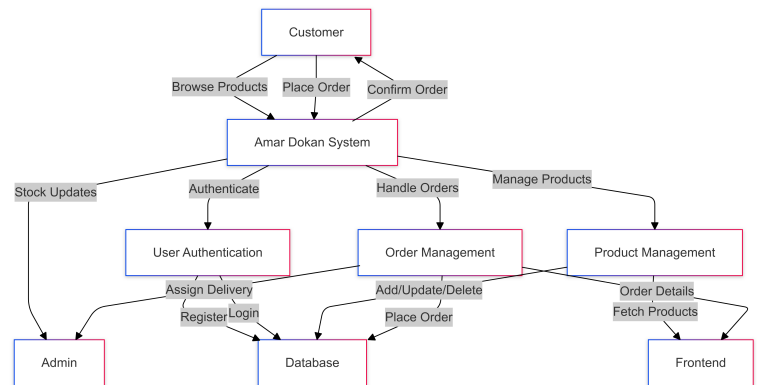 Customer
Browse Products
Place Order
Confirm Order
Amar Dokan System
Stock Updates
Authenticate
Handle Orders
Manage Products
User Authentication
Order Management
Product Management
Assign Delivery
Add/Update/Delete
Order Details
Register
Login
Place Order
Fetch Products
Admin
Database
Frontend